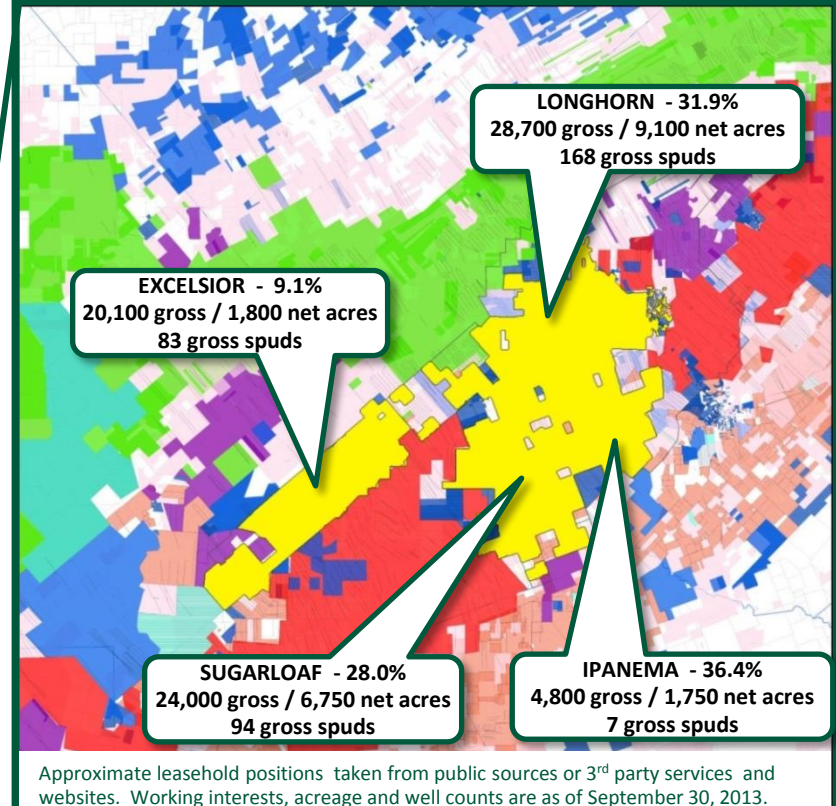 LONGHORN - 31.9%
28,700 gross / 9,100 net acres
168 gross spuds
EXCELSIOR - 9.1%
20,100 gross / 1,800 net acres
83 gross spuds
SUGARLOAF - 28.0%
24,000 gross / 6,750 net acres
94 gross spuds
IPANEMA - 36.4%
4,800 gross / 1,750 net acres
7 gross spuds
Approximate leasehold positions taken from public sources or 3rd party services and
websites. Working interests, acreage and well counts are as of September 30, 2013.